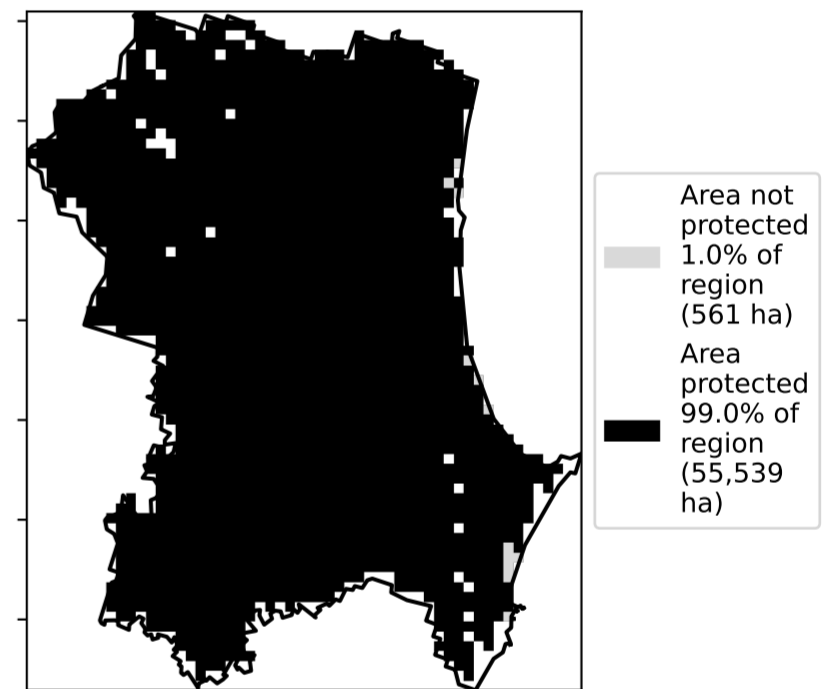 Area not
protected
1.0% of
region
(561 ha)
Area
protected
99.0% of
region
(55,539
ha)